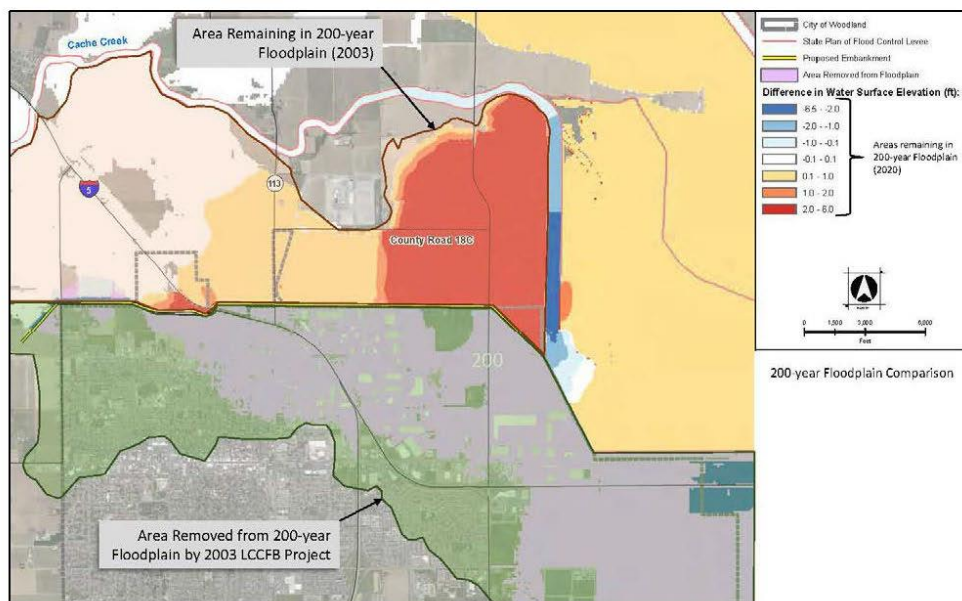 Area Remaining in 200-year
Floodplain (2003)
Cache Creek
5
113
County Road 18C
200
Area Removed from 200-year
Floodplain by 2003 LCCFB Project
City of Woodland
State Plan of Flood Control Levee
Proposed Embankment
Area Removed from Floodplain
Difference in Water Surface Elevation (ft):
-6.5 - -2.0
-2.0 - -1.0
-1.0 - -0.1
-0.1 - 0.1
0.1 - 1.0
1.0 - 2.0
2.0 - 6.0
Areas remaining in
200-year Floodplain
(2020)
0 1,500 3,000 6,000
Feet
200-year Floodplain Comparison